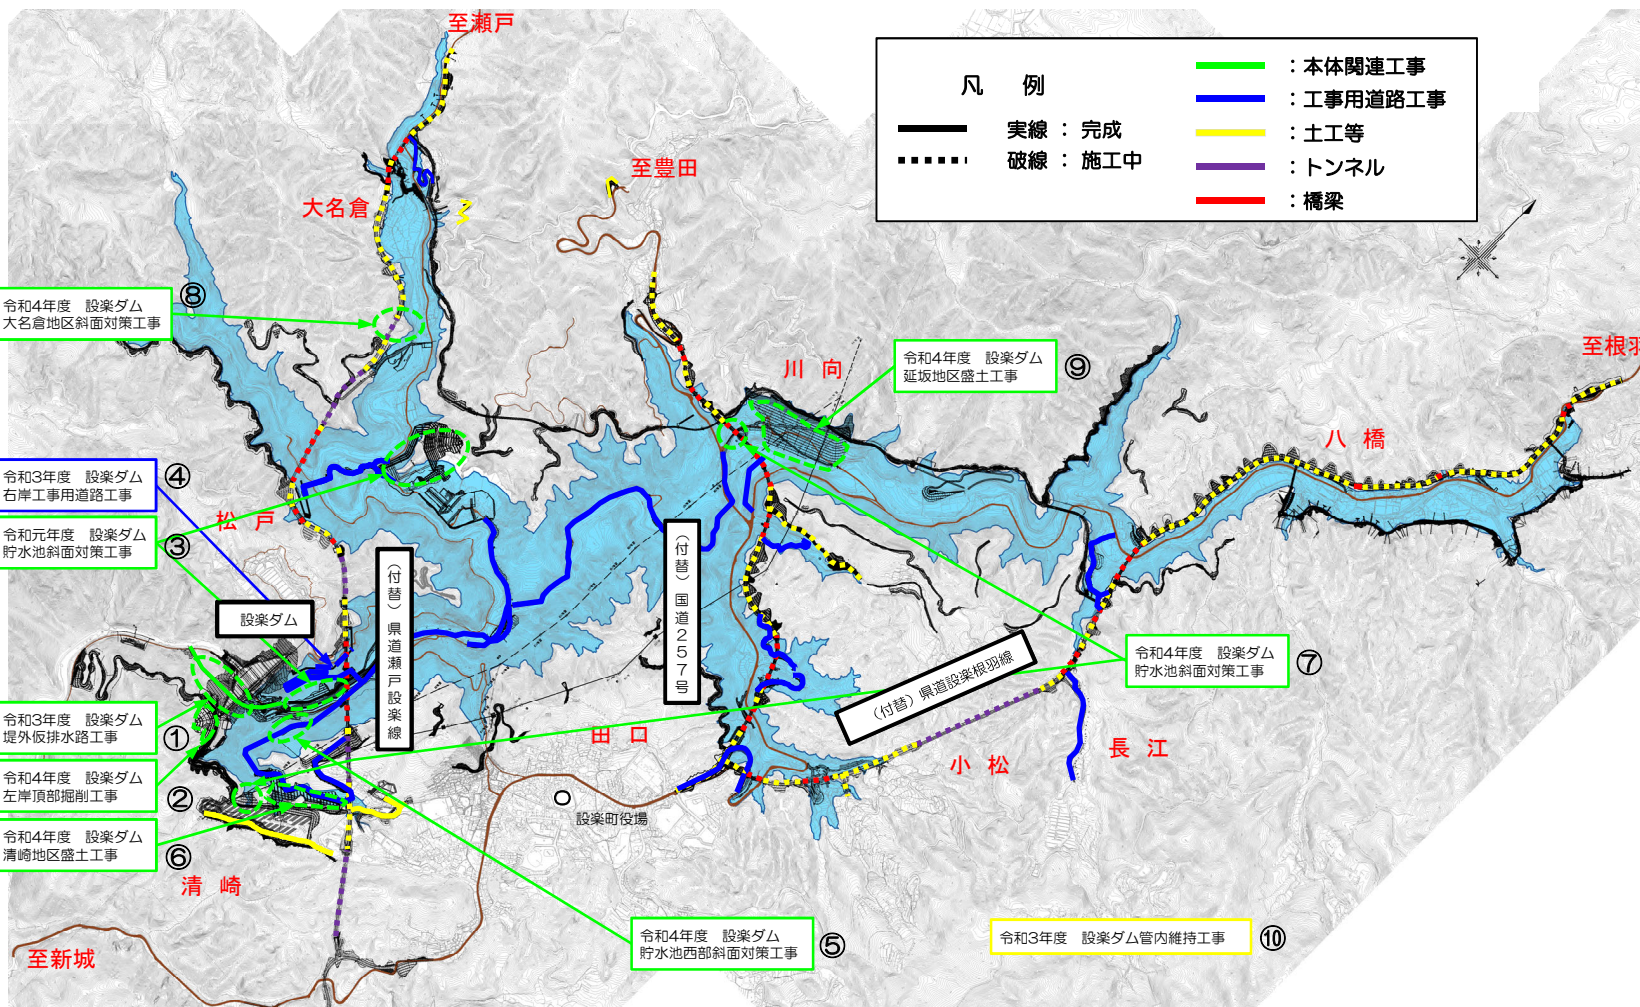 至瀬戸
凡 例
実線 ： 完成
破線 ： 施工中
：本体関連工事
：工事用道路工事
：土工等
：トンネル
：橋梁
至豊田
大名倉
令和4年度 設楽ダム
大名倉地区斜面対策工事
⑧
川 向
令和4年度 設楽ダム
延坂地区盛土工事
⑨
至根羽
八 橋
令和3年度 設楽ダム
右岸工事用道路工事
④
松 戸
令和元年度 設楽ダム
貯水池斜面対策工事
③
設楽ダム
（付替）県道瀬戸設楽線
（付替）国道２５７号
（付替）県道設楽根羽線
令和4年度 設楽ダム
貯水池斜面対策工事
⑦
令和3年度 設楽ダム
堤外仮排水路工事
①
田 口
小 松
長 江
令和4年度 設楽ダム
左岸頂部掘削工事
②
設楽町役場
令和4年度 設楽ダム
清崎地区盛土工事
⑥
清 崎
令和4年度 設楽ダム
貯水池西部斜面対策工事
⑤
令和3年度 設楽ダム管内維持工事
⑩
至新城